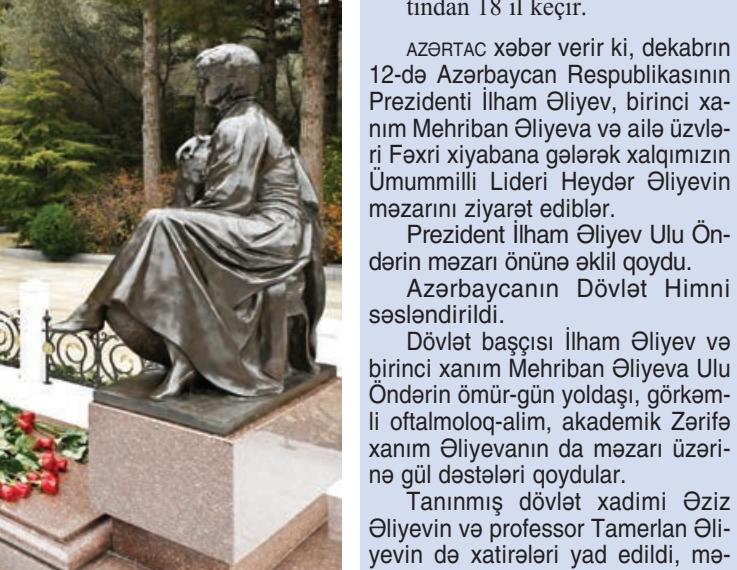 tından 18 il keçir.
AZƏRTAC xəbər verir ki, dekabrın
12-də Azərbaycan Respublikasının
Prezidenti İlham Əliyev, birinci xa-
nım Mehriban Əliyeva və ailə üzvlə-
ri Fəxri xiyabana gələrək xalqımızın
Ümummilli Lideri Heydər Əliyevin
məzarını ziyarət ediblər.
Prezident İlham Əliyev Ulu Ön-
dərin məzarı önünə əklil qoydu.
Azərbaycanın Dövlət Himni
səsləndirildi.
Dövlət başçısı İlham Əliyev və
birinci xanım Mehriban Əliyeva Ulu
Öndərin ömür-gün yoldaşı, görkəm-
li oftalmoloq-alim, akademik Zərifə
xanım Əliyevanın da məzarı üzəri-
nə gül dəstələri qoydular.
Tanınmış dövlət xadimi Əziz
Əliyevin və professor Tamerlan Əli-
yevin də xatirələri yad edildi, mə-